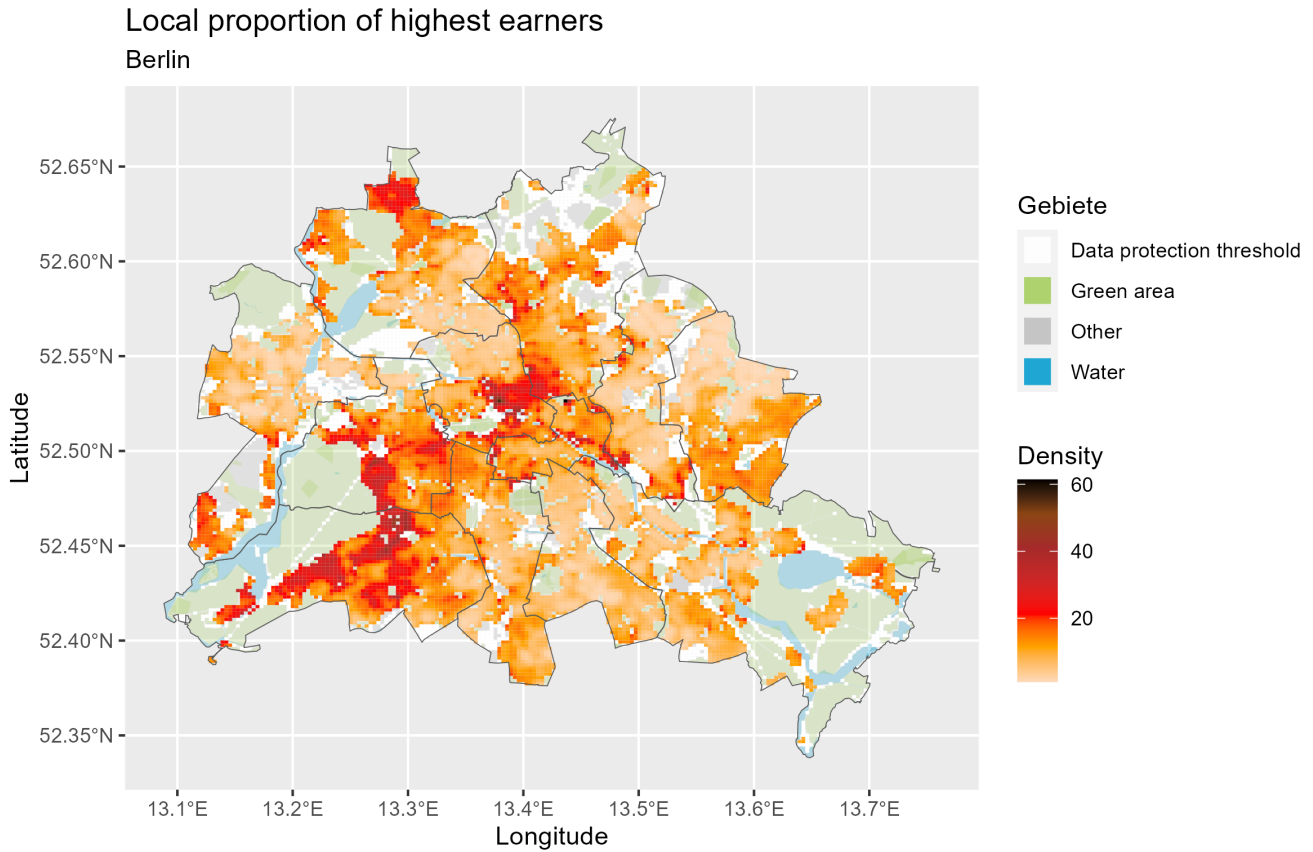 Local proportion of highest earners
Berlin
52.65°N
52.60°N
52.55°N
52.50°N
52.45°N
52.40°N
52.35°N
Latitude
13.1°E 13.2°E 13.3°E 13.4°E 13.5°E 13.6°E 13.7°E
Longitude
Gebiete
Data protection threshold
Green area
Other
Water
Density
60
40
20